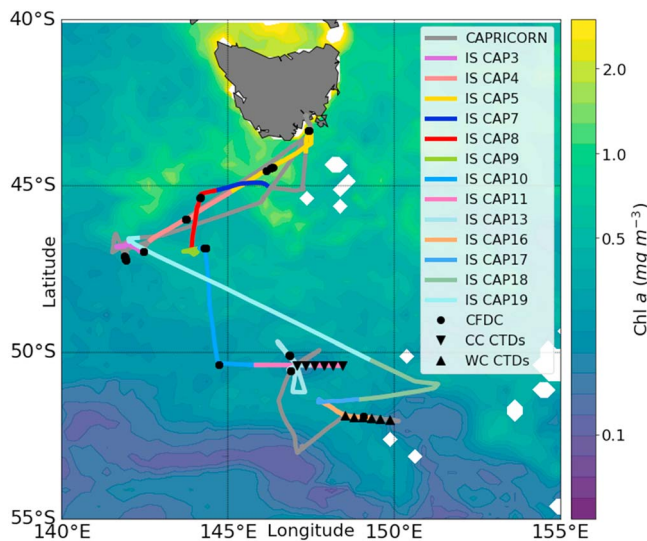 40°S
45°S
50°S
55°S
Latitude
140°E
145°E
Longitude
150°E
155°E
CAPRICORN
IS CAP3
IS CAP4
IS CAP5
IS CAP7
IS CAP8
IS CAP9
IS CAP10
IS CAP11
IS CAP13
IS CAP16
IS CAP17
IS CAP18
IS CAP19
CFDC
CC CTDs
WC CTDs
2.0
1.0
0.5
0.1
Chl a (mg m⁻³)